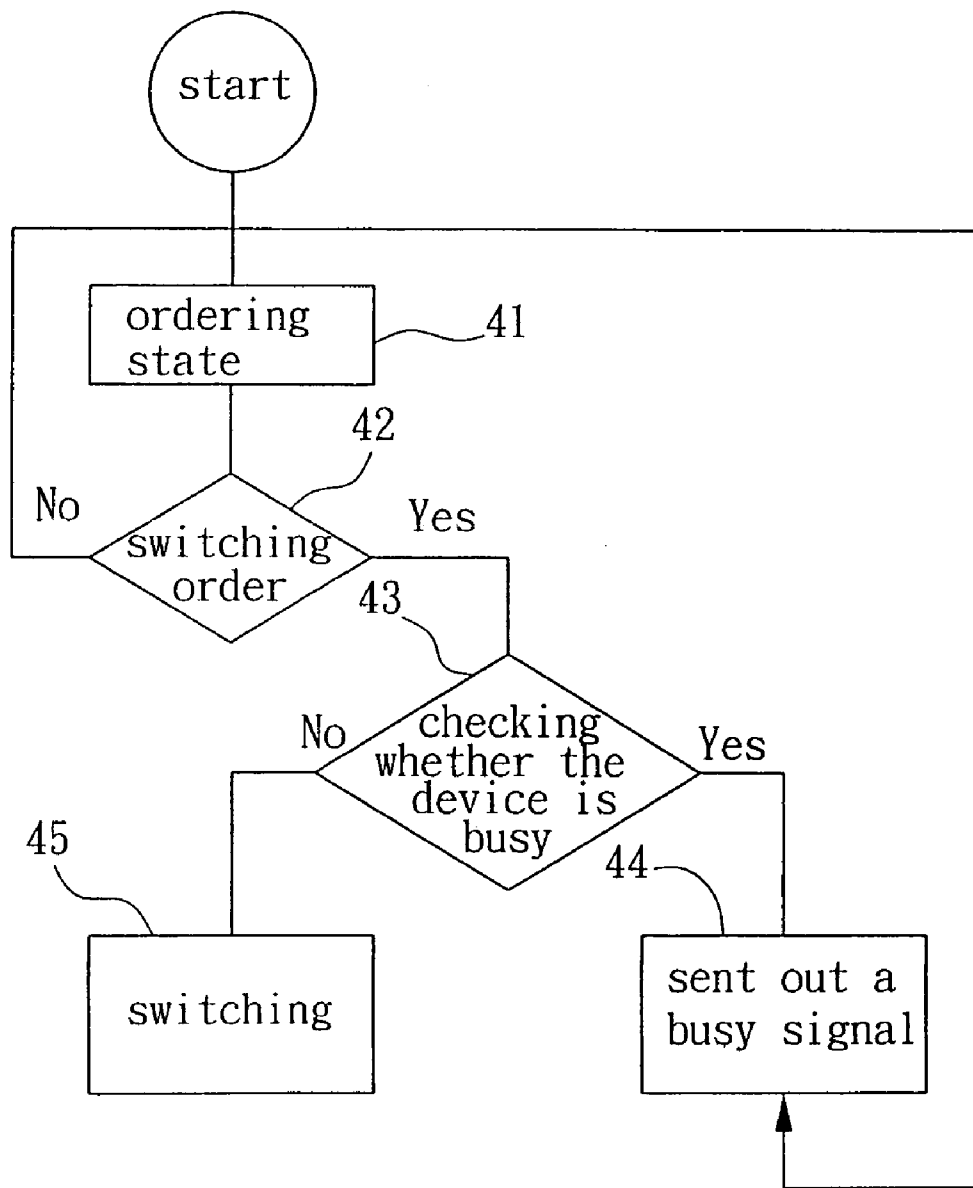 start
ordering
state
41
42
No
Yes
switching
order
43
No
Yes
checking
whether the
device is
busy
45
44
switching
sent out a
busy signal